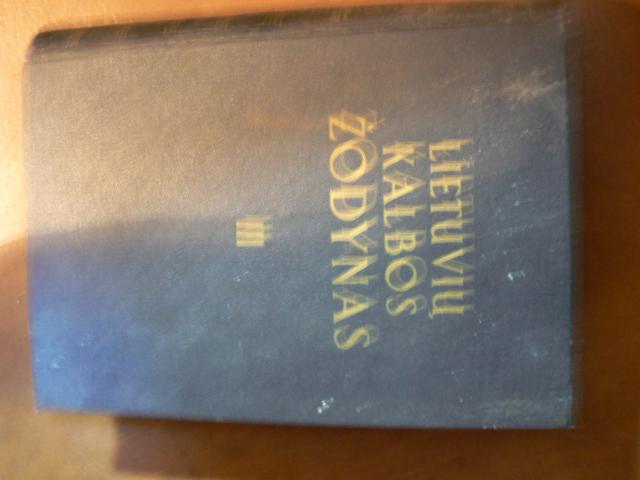 LIETUVIŲ
KALBOS
ŽODYNAS
III